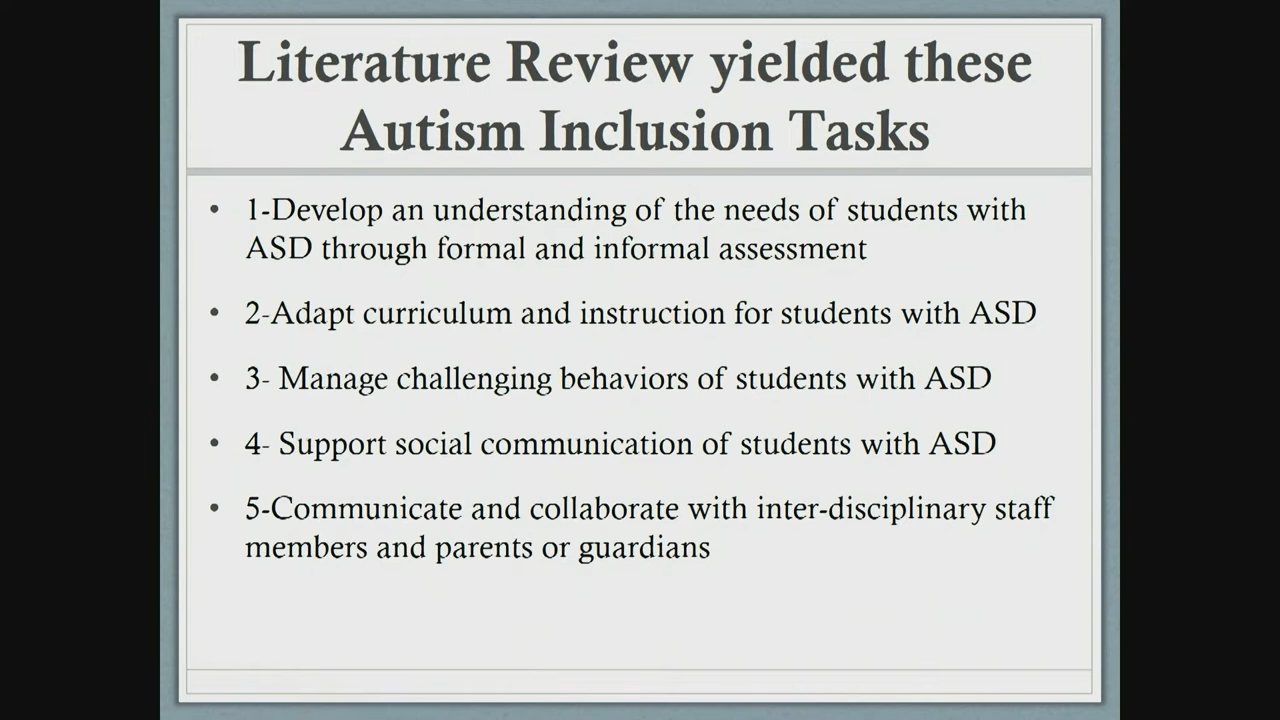 Literature Review yielded these
Autism Inclusion Tasks
• 1-Develop an understanding of the needs of students with
ASD through formal and informal assessment
• 2-Adapt curriculum and instruction for students with ASD
• 3- Manage challenging behaviors of students with ASD
• 4- Support social communication of students with ASD
• 5-Communicate and collaborate with inter-disciplinary staff
members and parents or guardians